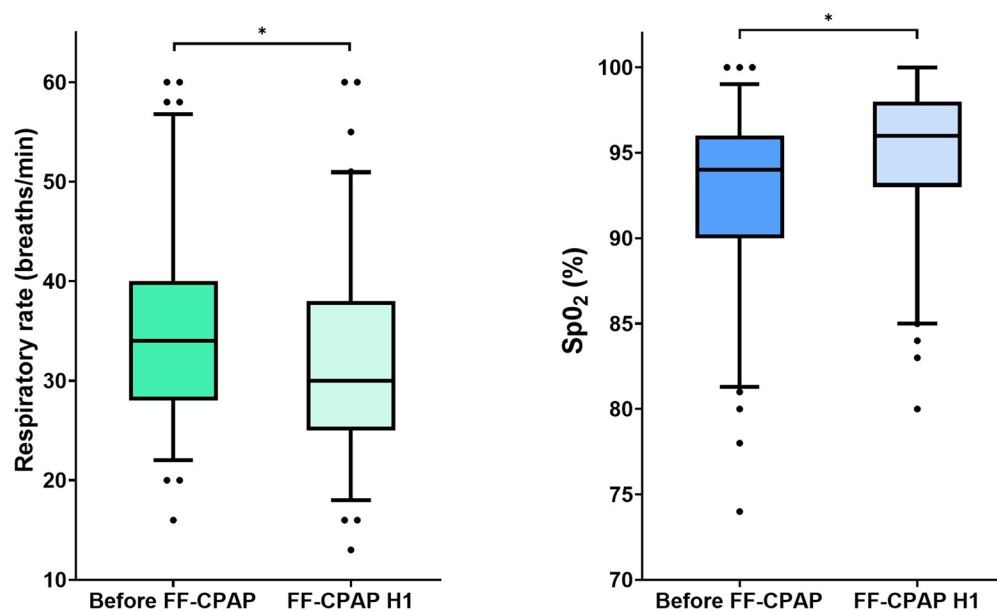 *
60
50
40
30
20
10
Respiratory rate (breaths/min)
Before FF-CPAP
FF-CPAP H1
*
100
95
90
85
80
75
70
Sp0₂ (%)
Before FF-CPAP
FF-CPAP H1